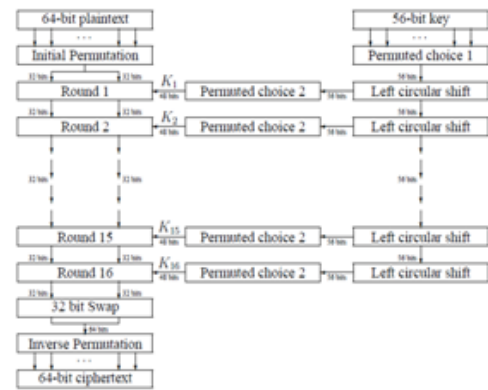 64-bit plaintext 56-bit key
... ...
Initial Permutation Permuted choice 1
32 bits 32 bits 56 bits
Round 1 K1 48 bits Permuted choice 2 56 bits Left circular shift
32 bits 32 bits 56 bits
Round 2 K2 48 bits Permuted choice 2 56 bits Left circular shift
32 bits 32 bits 56 bits
Round 15 K15 48 bits Permuted choice 2 56 bits Left circular shift
32 bits 32 bits 56 bits
Round 16 K16 48 bits Permuted choice 2 56 bits Left circular shift
32 bits 32 bits
32 bit Swap
64 bits
Inverse Permutation
...
64-bit ciphertext